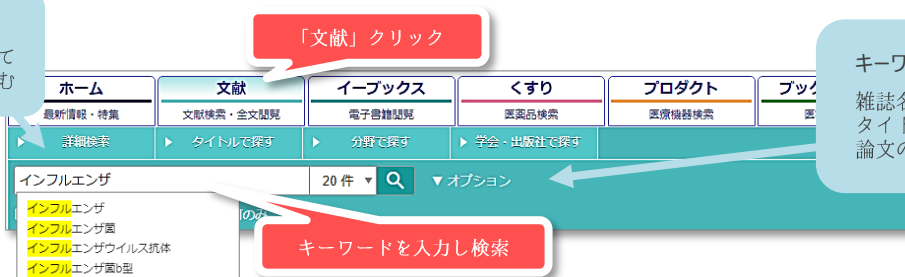 「文献」クリック
て
む
キーワ
雑誌名
タイト
論文の
ホーム
最新情報・特集
文献
文献検索・全文閲覧
イーブックス
電子書籍閲覧
くすり
医薬品検索
プロダクト
医療機器検索
ブック
詳細検索
タイトルで探す
分野で探す
学会・出版社で探す
インフルエンザ
20 件 ▼
▼オプション
のみ
インフルエンザ
インフルエンザ菌
インフルエンザウイルス抗体
インフルエンザ菌b型
キーワードを入力し検索